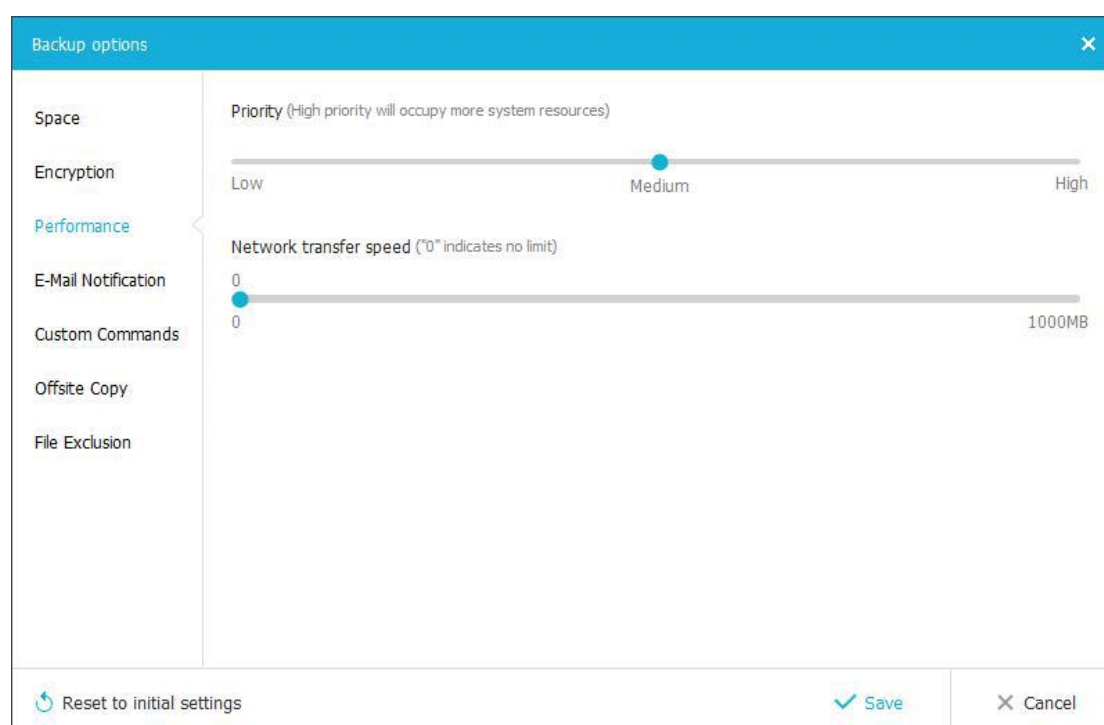 Backup options
Space
Encryption
Performance
E-Mail Notification
Custom Commands
Offsite Copy
File Exclusion
Priority (High priority will occupy more system resources)
Low Medium High
Network transfer speed ("0" indicates no limit)
0
0 1000MB
Reset to initial settings
Save
Cancel